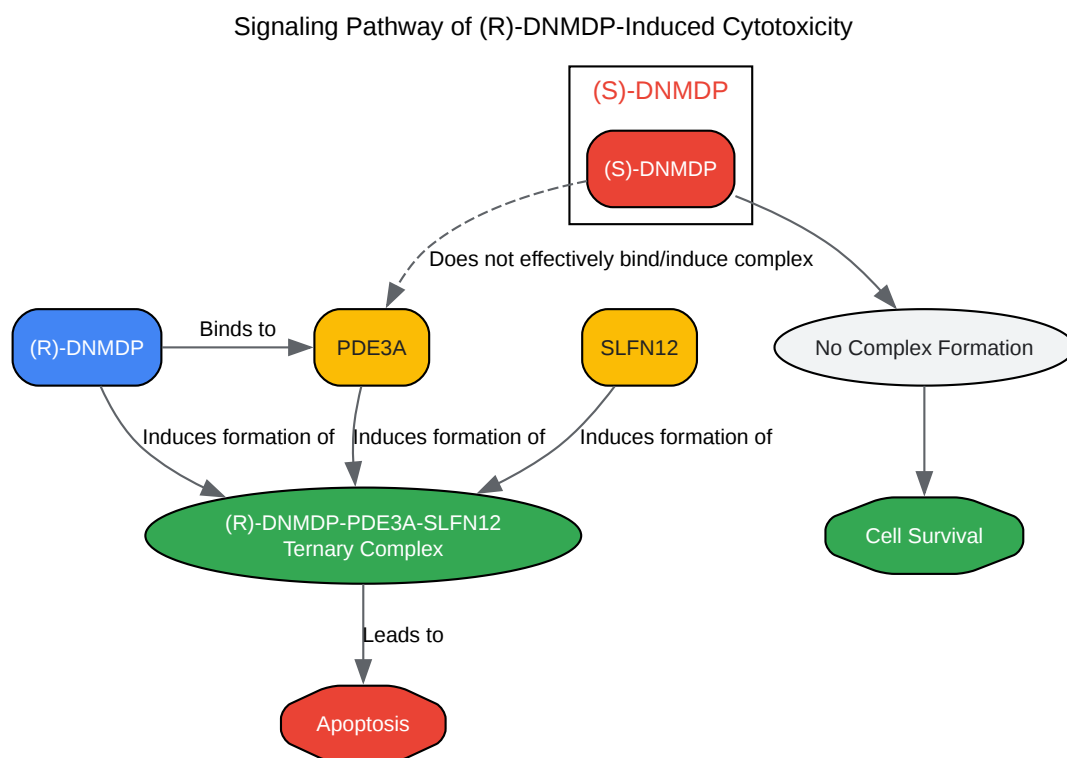 Signaling Pathway of (R)-DNMDP-Induced Cytotoxicity
(S)-DNMDP
(S)-DNMDP
Does not effectively bind/induce complex
(R)-DNMDP
Binds to
PDE3A
SLFN12
No Complex Formation
Induces formation of
Induces formation of
Induces formation of
(R)-DNMDP-PDE3A-SLFN12
Ternary Complex
Cell Survival
Leads to
Apoptosis